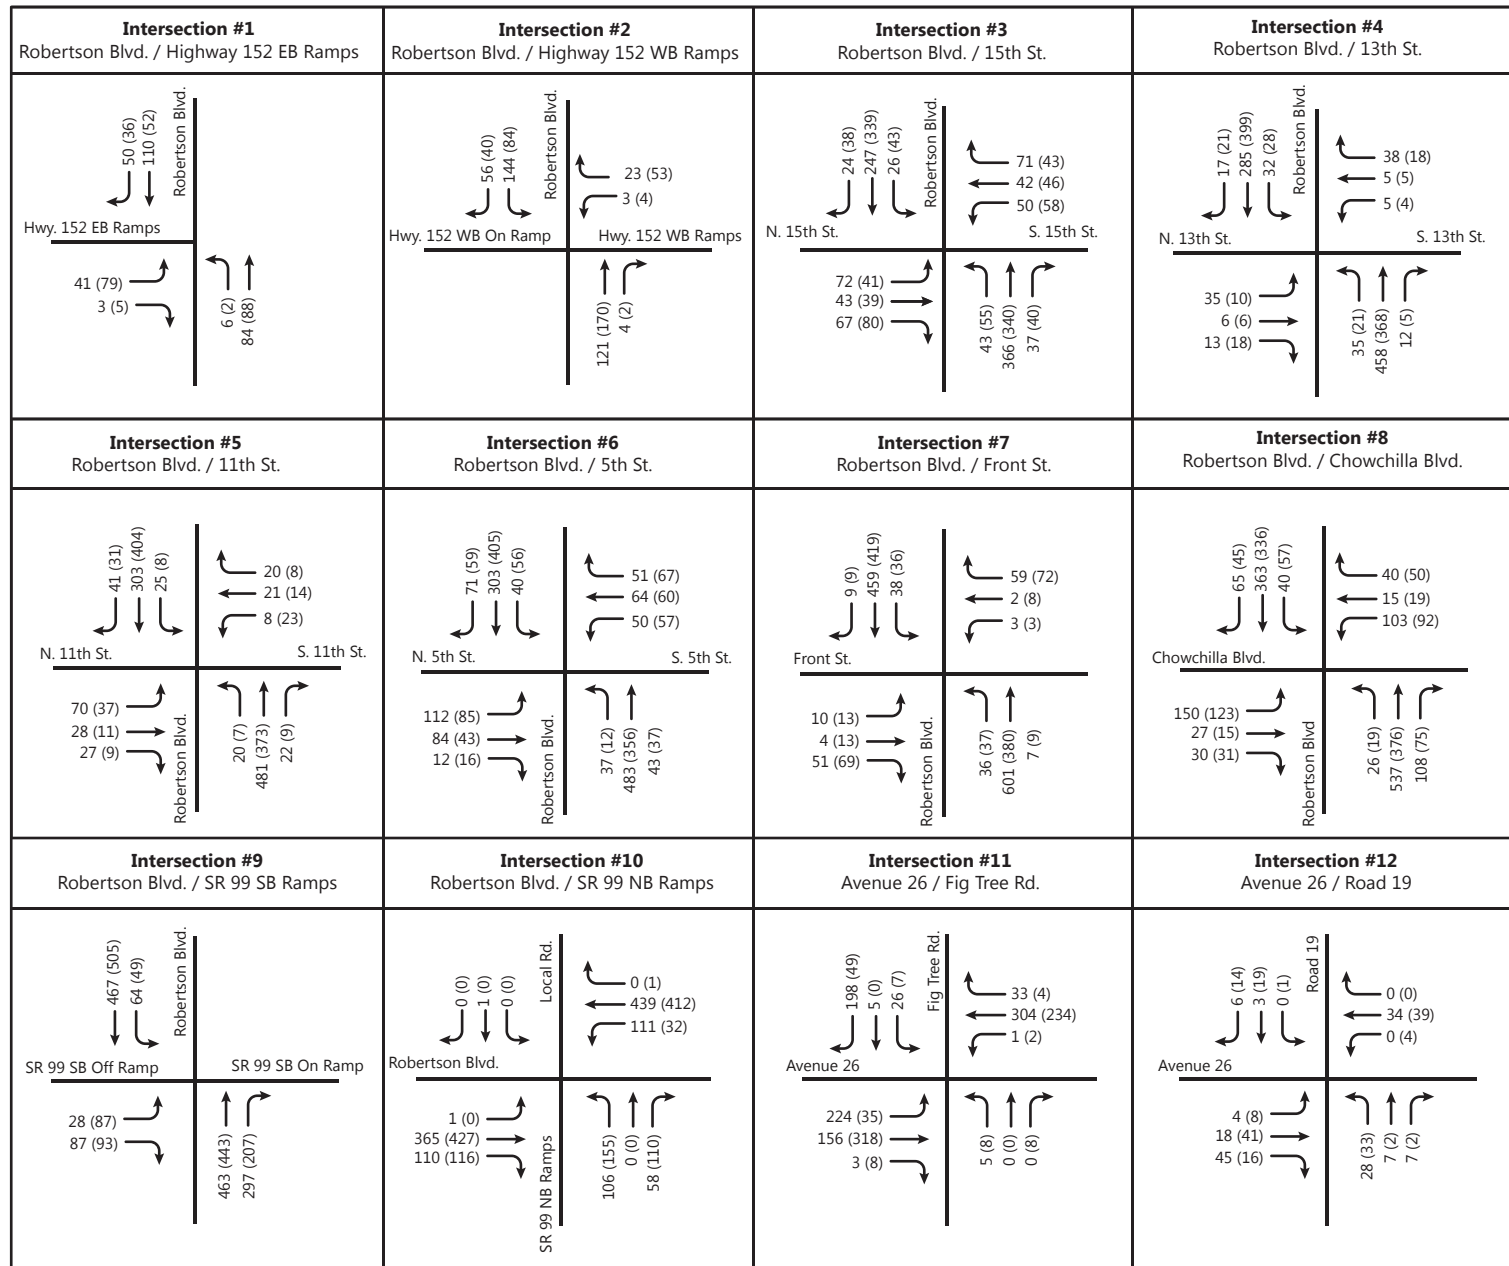 Intersection #1
Robertson Blvd. / Highway 152 EB Ramps
50 (36)
110 (52)
Robertson Blvd.
Hwy. 152 EB Ramps
41 (79)
3 (5)
6 (2)
84 (88)
Intersection #2
Robertson Blvd. / Highway 152 WB Ramps
56 (40)
144 (84)
Robertson Blvd.
23 (53)
3 (4)
Hwy. 152 WB On Ramp
Hwy. 152 WB Ramps
121 (170)
4 (2)
Intersection #3
Robertson Blvd. / 15th St.
24 (38)
247 (339)
26 (43)
Robertson Blvd.
71 (43)
42 (46)
50 (58)
N. 15th St.
S. 15th St.
72 (41)
43 (39)
67 (80)
43 (55)
366 (340)
37 (40)
Intersection #4
Robertson Blvd. / 13th St.
17 (21)
285 (399)
32 (28)
Robertson Blvd.
38 (18)
5 (5)
5 (4)
N. 13th St.
S. 13th St.
35 (10)
6 (6)
13 (18)
35 (21)
458 (368)
12 (5)
Intersection #5
Robertson Blvd. / 11th St.
41 (31)
303 (404)
25 (8)
20 (8)
21 (14)
8 (23)
N. 11th St.
S. 11th St.
70 (37)
28 (11)
27 (9)
Robertson Blvd.
20 (7)
481 (373)
22 (9)
Intersection #6
Robertson Blvd. / 5th St.
71 (59)
303 (405)
40 (56)
51 (67)
64 (60)
50 (57)
N. 5th St.
S. 5th St.
112 (85)
84 (43)
12 (16)
Robertson Blvd.
37 (12)
483 (356)
43 (37)
Intersection #7
Robertson Blvd. / Front St.
9 (9)
459 (419)
38 (36)
59 (72)
2 (8)
3 (3)
Front St.
10 (13)
4 (13)
51 (69)
Robertson Blvd.
36 (37)
601 (380)
7 (9)
Intersection #8
Robertson Blvd. / Chowchilla Blvd.
65 (45)
363 (336)
40 (57)
40 (50)
15 (19)
103 (92)
Chowchilla Blvd.
150 (123)
27 (15)
30 (31)
Robertson Blvd
26 (19)
537 (376)
108 (75)
Intersection #9
Robertson Blvd. / SR 99 SB Ramps
467 (505)
64 (49)
Robertson Blvd.
SR 99 SB Off Ramp
SR 99 SB On Ramp
28 (87)
87 (93)
463 (443)
297 (207)
Intersection #10
Robertson Blvd. / SR 99 NB Ramps
0 (0)
1 (0)
0 (0)
Local Rd.
0 (1)
439 (412)
111 (32)
Robertson Blvd.
1 (0)
365 (427)
110 (116)
SR 99 NB Ramps
106 (155)
0 (0)
58 (110)
Intersection #11
Avenue 26 / Fig Tree Rd.
198 (49)
5 (0)
26 (7)
Fig Tree Rd.
33 (4)
304 (234)
1 (2)
Avenue 26
224 (35)
156 (318)
3 (8)
5 (8)
0 (0)
0 (8)
Intersection #12
Avenue 26 / Road 19
6 (14)
3 (19)
0 (1)
Road 19
0 (0)
34 (39)
0 (4)
Avenue 26
4 (8)
18 (41)
45 (16)
28 (33)
7 (2)
7 (2)